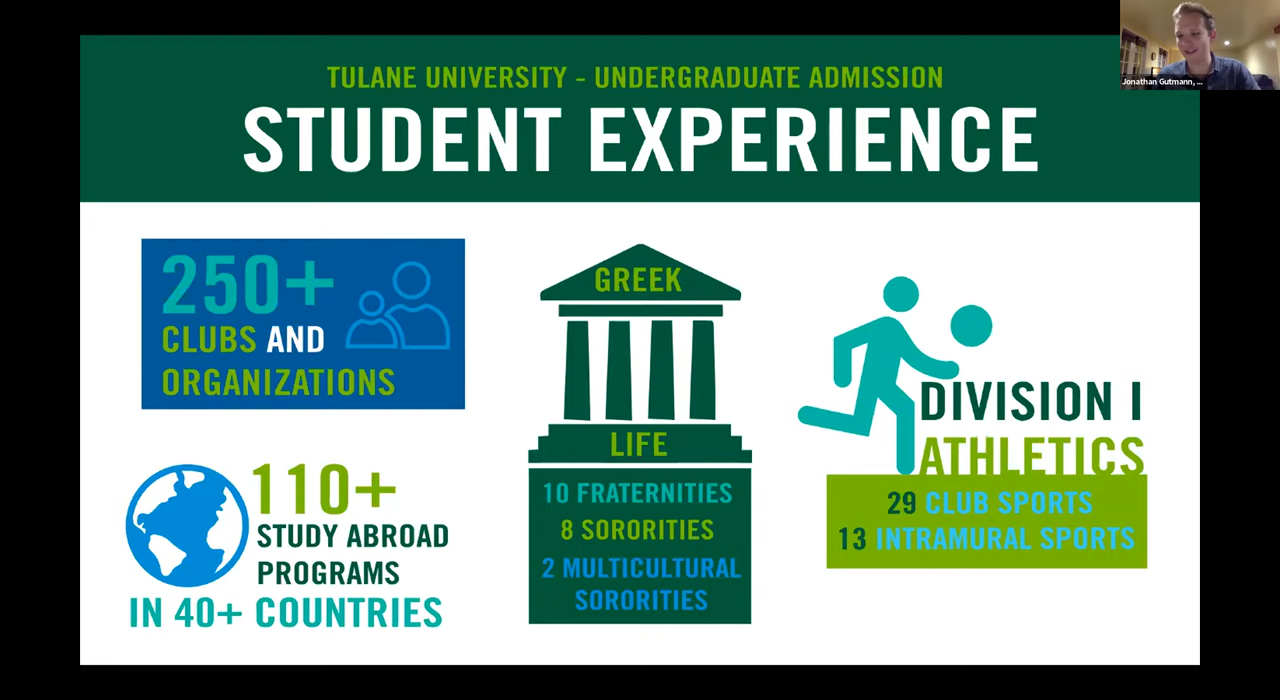 TULANE UNIVERSITY - UNDERGRADUATE ADMISSION
STUDENT EXPERIENCE
Jonathan Gutmann, ...
250+
CLUBS AND
ORGANIZATIONS
110+
STUDY ABROAD
PROGRAMS
IN 40+ COUNTRIES
GREEK
LIFE
10 FRATERNITIES
8 SORORITIES
2 MULTICULTURAL
SORORITIES
DIVISION I
ATHLETICS
29 CLUB SPORTS
13 INTRAMURAL SPORTS